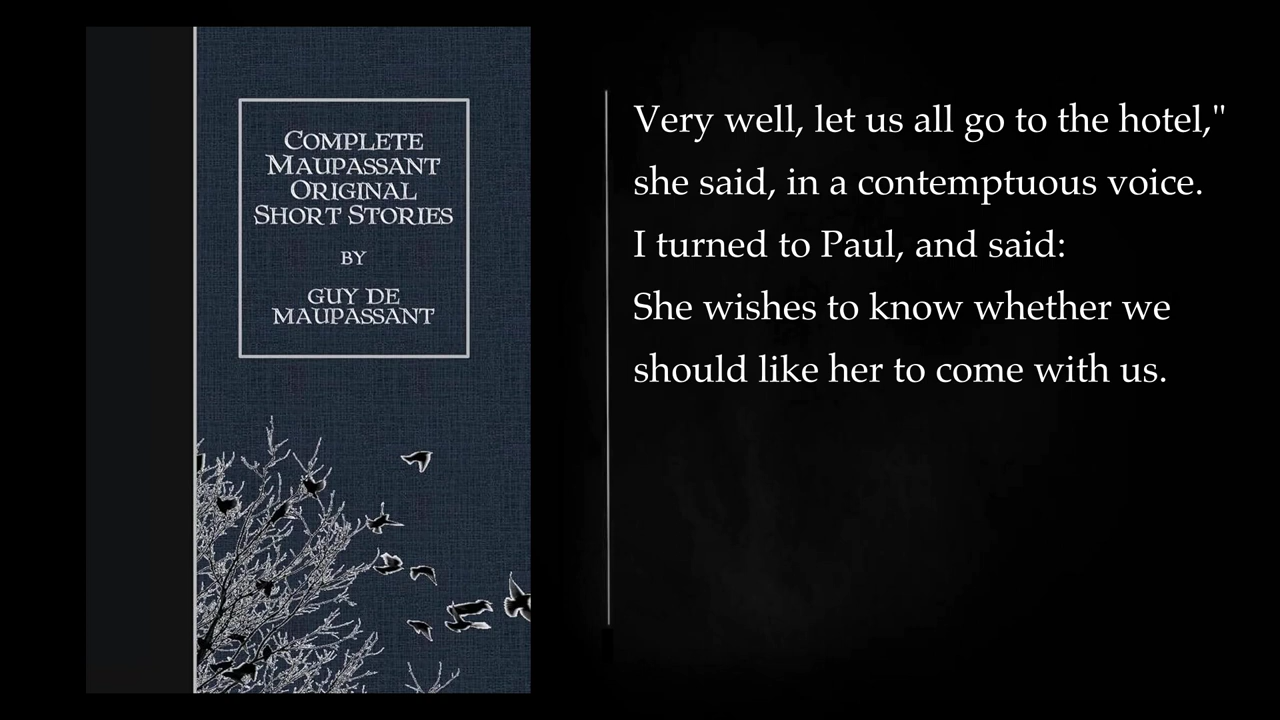 COMPLETE
MAUPASSANT
ORIGINAL
SHORT STORIES
BY
GUY DE
MAUPASSANT
Very well, let us all go to the hotel,"
she said, in a contemptuous voice.
I turned to Paul, and said:
She wishes to know whether we
should like her to come with us.